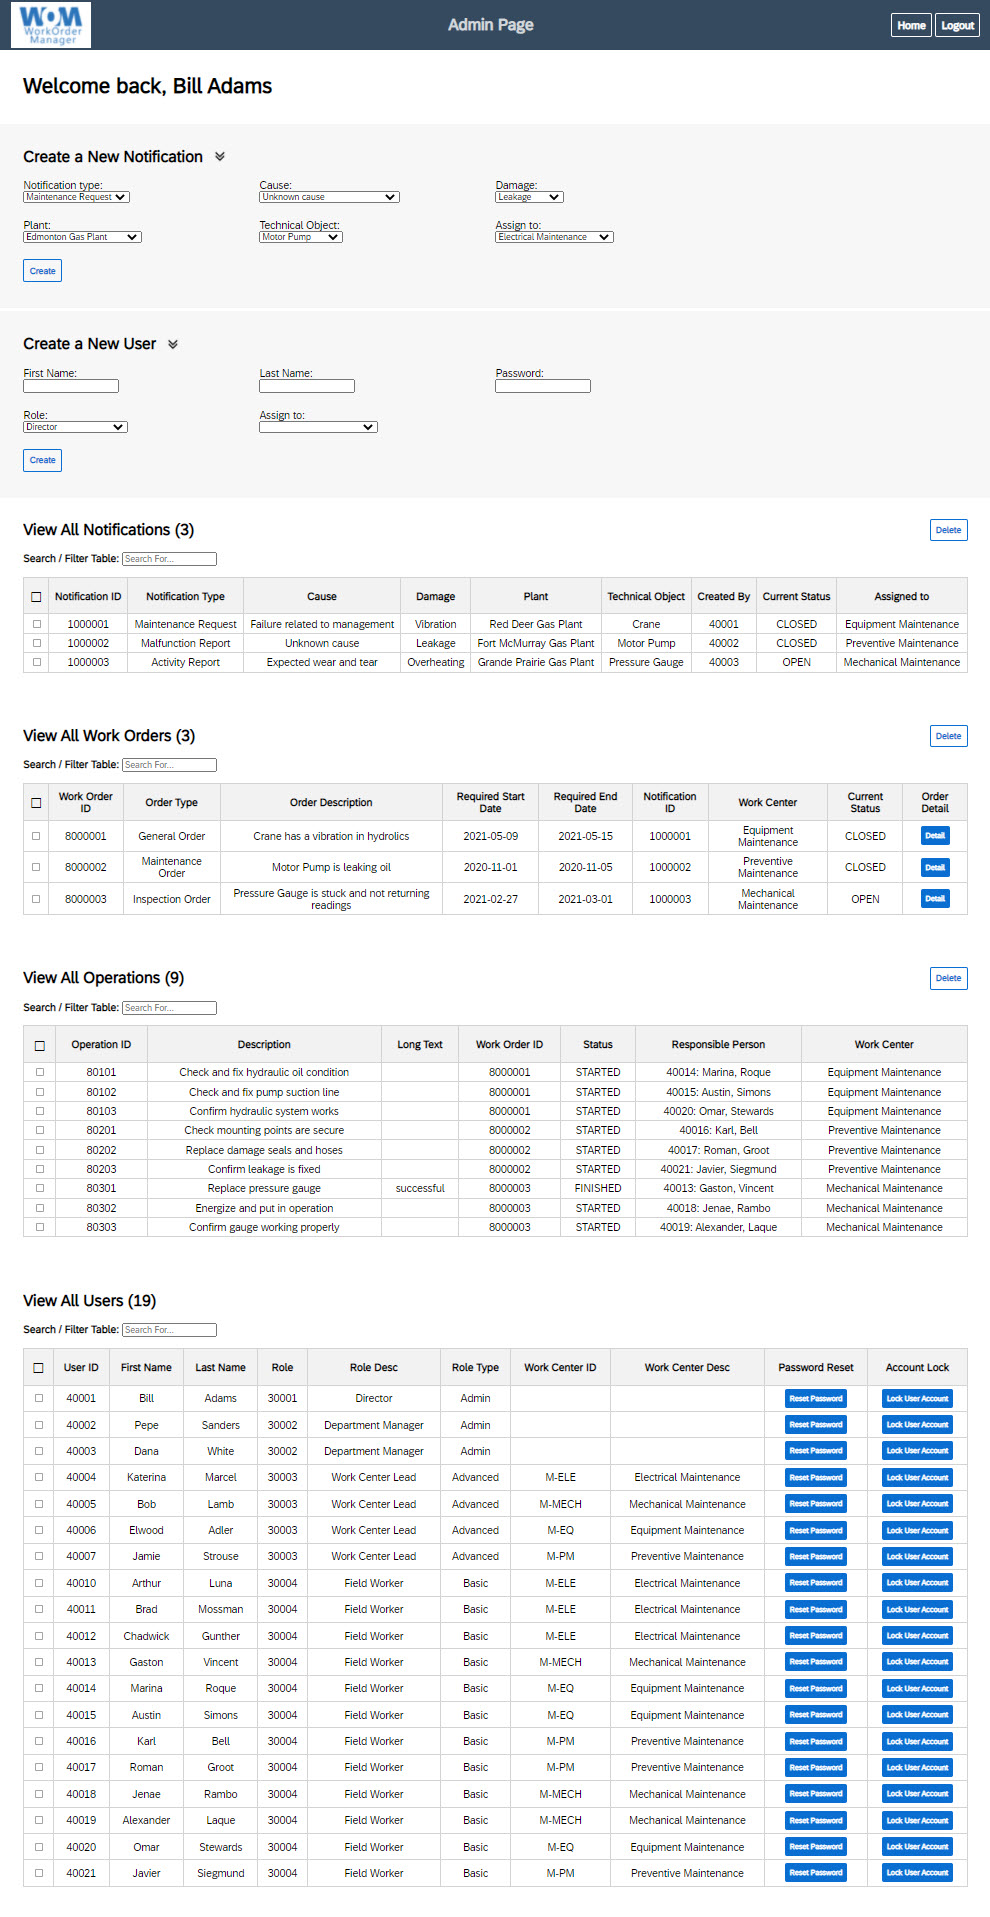 WOM
WorkOrder
Manager
Admin Page
Home Logout
Welcome back, Bill Adams
Create a New Notification
Notification type: Cause: Damage:
Maintenance Request Unknown cause Leakage
Plant: Technical Object: Assign to:
Edmonton Gas Plant Motor Pump Electrical Maintenance
Create
Create a New User
First Name: Last Name: Password:
Role: Assign to:
Director
Create
View All Notifications (3) Delete
Search / Filter Table: Search For...
Notification ID Notification Type Cause Damage Plant Technical Object Created By Current Status Assigned to
1000001 Maintenance Request Failure related to management Vibration Red Deer Gas Plant Crane 40001 CLOSED Equipment Maintenance
1000002 Malfunction Report Unknown cause Leakage Fort McMurray Gas Plant Motor Pump 40002 CLOSED Preventive Maintenance
1000003 Activity Report Expected wear and tear Overheating Grande Prairie Gas Plant Pressure Gauge 40003 OPEN Mechanical Maintenance
View All Work Orders (3) Delete
Search / Filter Table: Search For...
Work Order ID Order Type Order Description Required Start Date Required End Date Notification ID Work Center Current Status Order Detail
8000001 General Order Crane has a vibration in hydrolics 2021-05-09 2021-05-15 1000001 Equipment Maintenance CLOSED Detail
8000002 Maintenance Order Motor Pump is leaking oil 2020-11-01 2020-11-05 1000002 Preventive Maintenance CLOSED Detail
8000003 Inspection Order Pressure Gauge is stuck and not returning readings 2021-02-27 2021-03-01 1000003 Mechanical Maintenance OPEN Detail
View All Operations (9) Delete
Search / Filter Table: Search For...
Operation ID Description Long Text Work Order ID Status Responsible Person Work Center
80101 Check and fix hydraulic oil condition 8000001 STARTED 40014: Marina, Roque Equipment Maintenance
80102 Check and fix pump suction line 8000001 STARTED 40015: Austin, Simons Equipment Maintenance
80103 Confirm hydraulic system works 8000001 STARTED 40020: Omar, Stewards Equipment Maintenance
80201 Check mounting points are secure 8000002 STARTED 40016: Karl, Bell Preventive Maintenance
80202 Replace damage seals and hoses 8000002 STARTED 40017: Roman, Groot Preventive Maintenance
80203 Confirm leakage is fixed 8000002 STARTED 40021: Javier, Siegmund Preventive Maintenance
80301 Replace pressure gauge successful 8000003 FINISHED 40013: Gaston, Vincent Mechanical Maintenance
80302 Energize and put in operation 8000003 STARTED 40018: Jenae, Rambo Mechanical Maintenance
80303 Confirm gauge working properly 8000003 STARTED 40019: Alexander, Laque Mechanical Maintenance
View All Users (19)
Search / Filter Table: Search For...
User ID First Name Last Name Role Role Desc Role Type Work Center ID Work Center Desc Password Reset Account Lock
40001 Bill Adams 30001 Director Admin Reset Password Lock User Account
40002 Pepe Sanders 30002 Department Manager Admin Reset Password Lock User Account
40003 Dana White 30002 Department Manager Admin Reset Password Lock User Account
40004 Katerina Marcel 30003 Work Center Lead Advanced M-ELE Electrical Maintenance Reset Password Lock User Account
40005 Bob Lamb 30003 Work Center Lead Advanced M-MECH Mechanical Maintenance Reset Password Lock User Account
40006 Elwood Adler 30003 Work Center Lead Advanced M-EQ Equipment Maintenance Reset Password Lock User Account
40007 Jamie Strouse 30003 Work Center Lead Advanced M-PM Preventive Maintenance Reset Password Lock User Account
40010 Arthur Luna 30004 Field Worker Basic M-ELE Electrical Maintenance Reset Password Lock User Account
40011 Brad Mossman 30004 Field Worker Basic M-ELE Electrical Maintenance Reset Password Lock User Account
40012 Chadwick Gunther 30004 Field Worker Basic M-ELE Electrical Maintenance Reset Password Lock User Account
40013 Gaston Vincent 30004 Field Worker Basic M-MECH Mechanical Maintenance Reset Password Lock User Account
40014 Marina Roque 30004 Field Worker Basic M-EQ Equipment Maintenance Reset Password Lock User Account
40015 Austin Simons 30004 Field Worker Basic M-EQ Equipment Maintenance Reset Password Lock User Account
40016 Karl Bell 30004 Field Worker Basic M-PM Preventive Maintenance Reset Password Lock User Account
40017 Roman Groot 30004 Field Worker Basic M-PM Preventive Maintenance Reset Password Lock User Account
40018 Jenae Rambo 30004 Field Worker Basic M-MECH Mechanical Maintenance Reset Password Lock User Account
40019 Alexander Laque 30004 Field Worker Basic M-MECH Mechanical Maintenance Reset Password Lock User Account
40020 Omar Stewards 30004 Field Worker Basic M-EQ Equipment Maintenance Reset Password Lock User Account
40021 Javier Siegmund 30004 Field Worker Basic M-PM Preventive Maintenance Reset Password Lock User Account